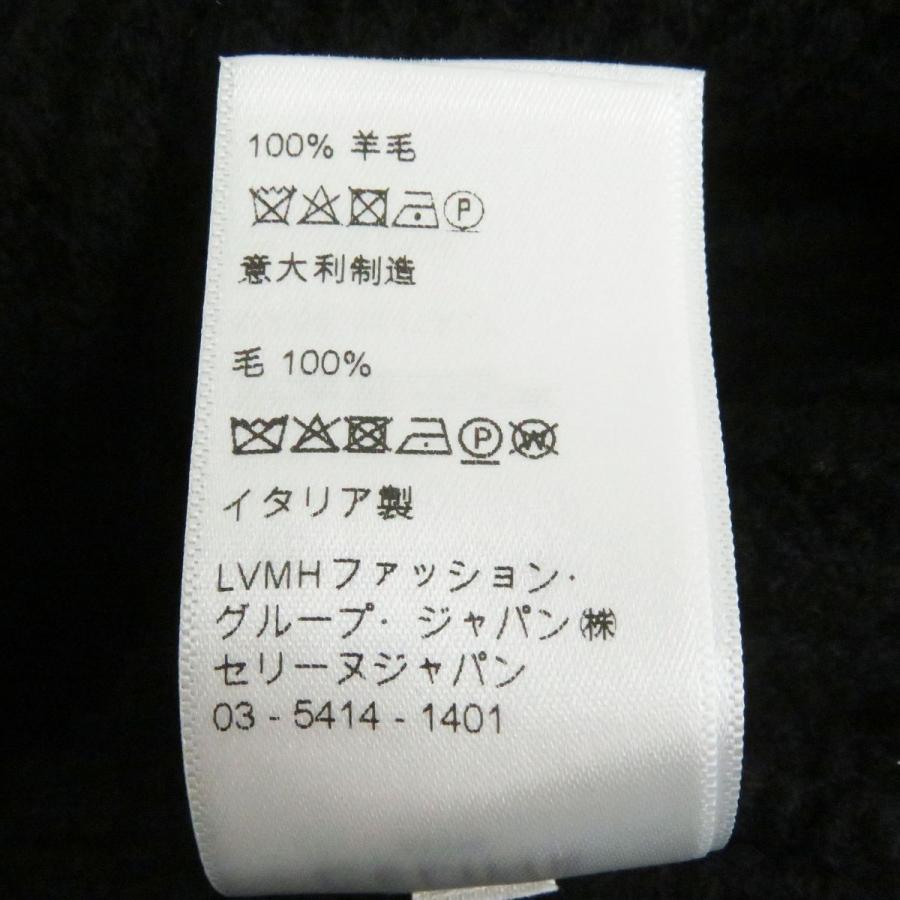 100% 羊毛
P
意大利制造
毛 100%
P W
イタリア製
LVMHファッション・
グループ・ジャパン㈱
セリーヌジャパン
03 - 5414 - 1401